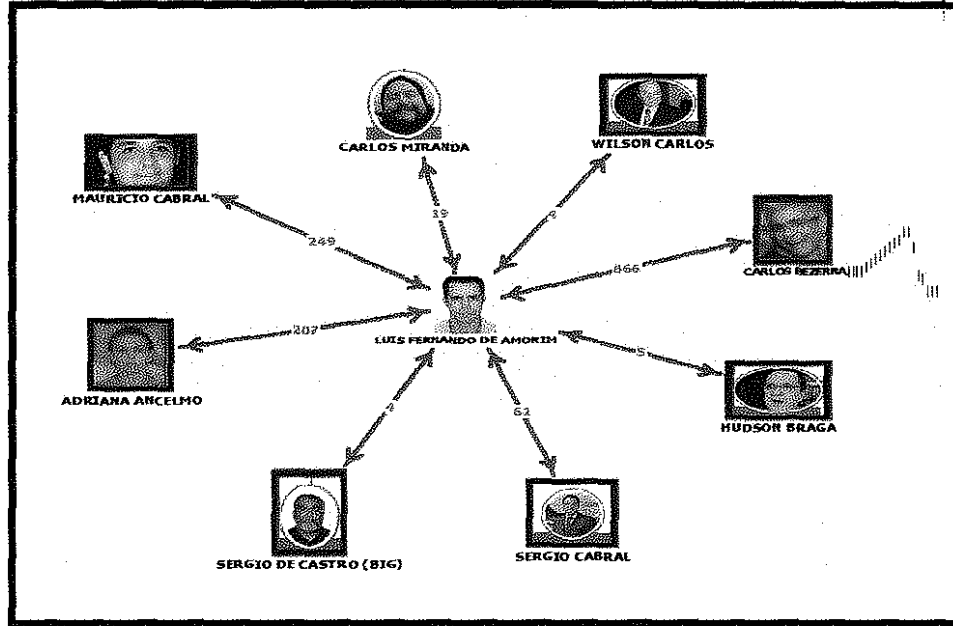 CARLOS MIRANDA
WILSON CARLOS
MAURICIO CABRAL
19
249
866
CARLOS BEZERRA
207
LUIS FERNANDO DE AMORIM
5
ADRIANA ANCELMO
62
HUDSON BRAGA
SERGIO DE CASTRO (BIG)
SERGIO CABRAL